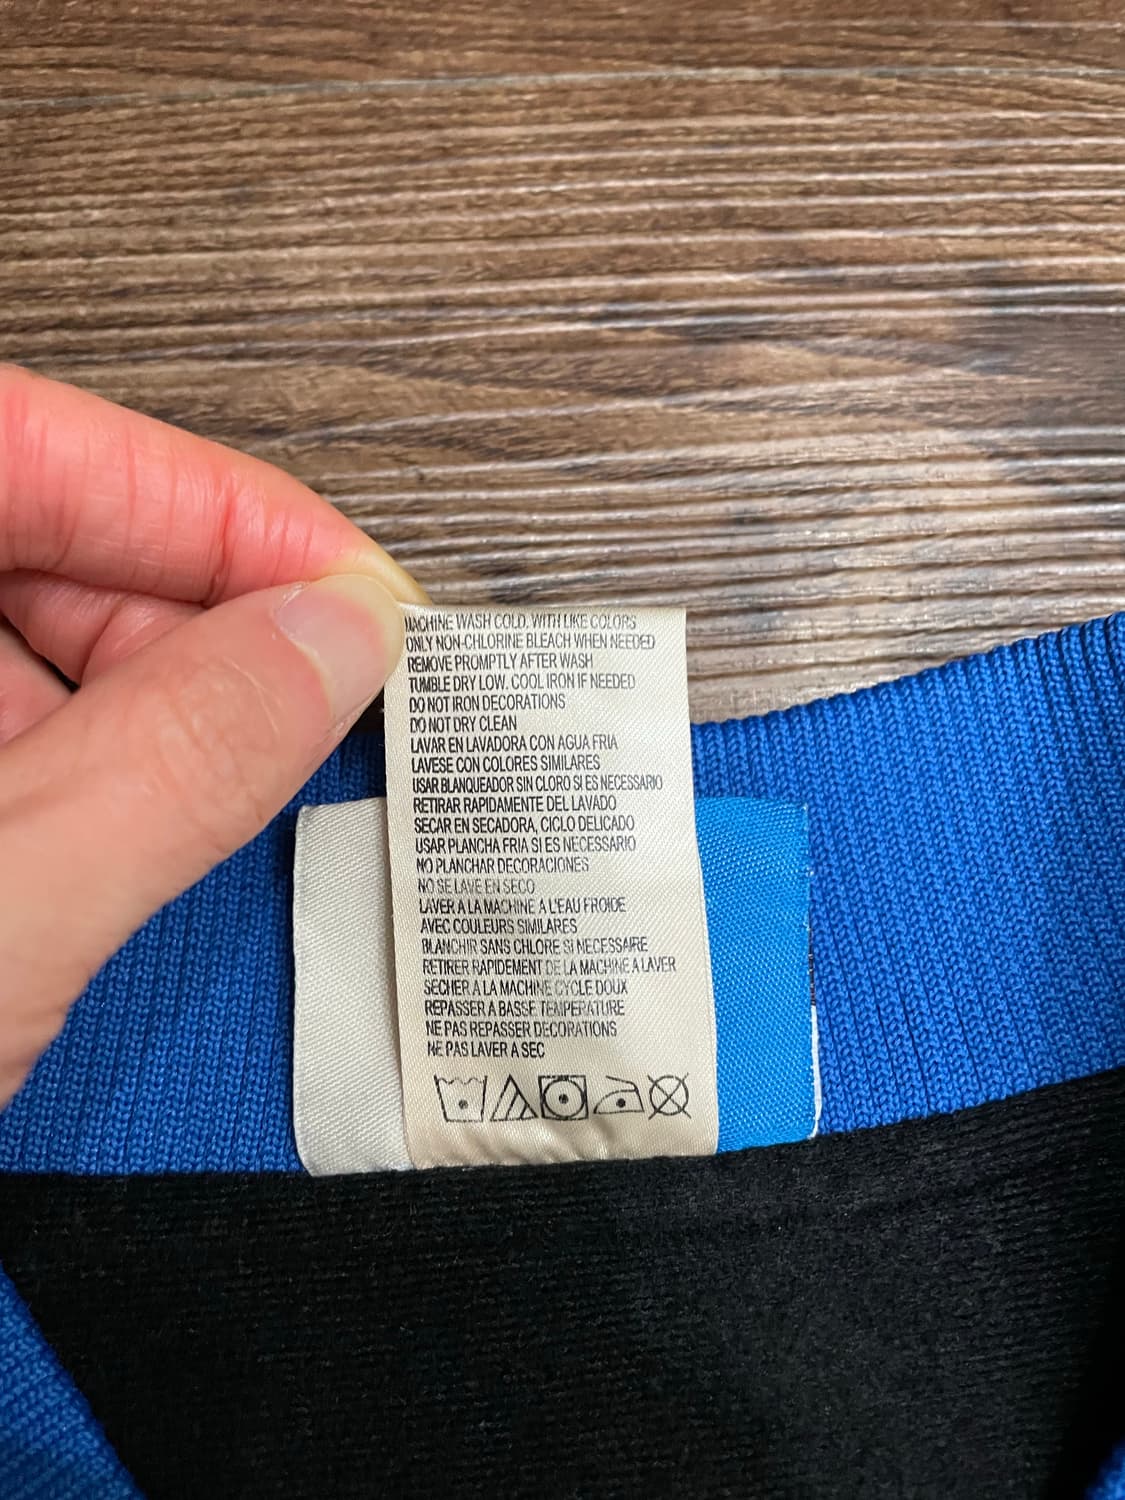 MACHINE WASH COLD, WITH LIKE COLORS
ONLY NON-CHLORINE BLEACH WHEN NEEDED
REMOVE PROMPTLY AFTER WASH
TUMBLE DRY LOW. COOL IRON IF NEEDED
DO NOT IRON DECORATIONS
DO NOT DRY CLEAN
LAVAR EN LAVADORA CON AGUA FRIA
LAVESE CON COLORES SIMILARES
USAR BLANQUEADOR SIN CLORO SI ES NECESSARIO
RETIRAR RAPIDAMENTE DEL LAVADO
SECAR EN SECADORA, CICLO DELICADO
USAR PLANCHA FRIA SI ES NECESSARIO
NO PLANCHAR DECORACIONES
NO SE LAVE EN SECO
LAVER A LA MACHINE A L'EAU FROIDE
AVEC COULEURS SIMILARES
BLANCHIR SANS CHLORE SI NECESSAIRE
RETIRER RAPIDEMENT DE LA MACHINE A LAVER
SECHER A LA MACHINE CYCLE DOUX
REPASSER A BASSE TEMPERATURE
NE PAS REPASSER DECORATIONS
NE PAS LAVER A SEC